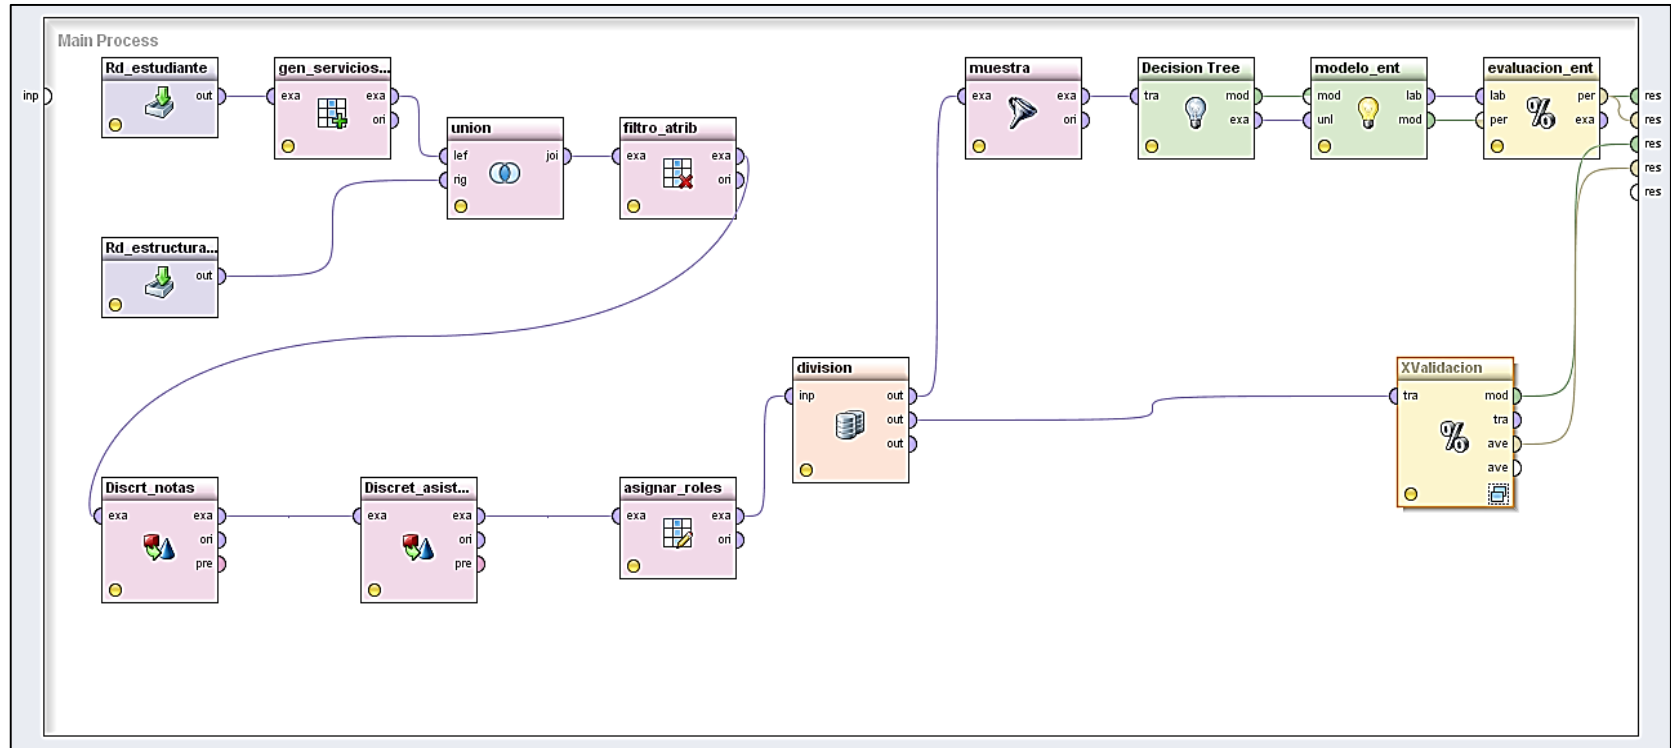 Main Process
inp
Rd_estudiante
out
gen_servicios...
exa exa
ori
union
lef joi
rig
filtro_atrib
exa exa
ori
Rd_estructura...
out
muestra
exa exa
ori
Decision Tree
tra mod
exa
modelo_ent
mod lab
unl mod
evaluacion_ent
lab per
per exa
res
res
res
res
res
division
inp out
out
out
XValidacion
tra mod
tra
ave
ave
Discrt_notas
exa exa
ori
pre
Discret_asist...
exa exa
ori
pre
asignar_roles
exa exa
ori